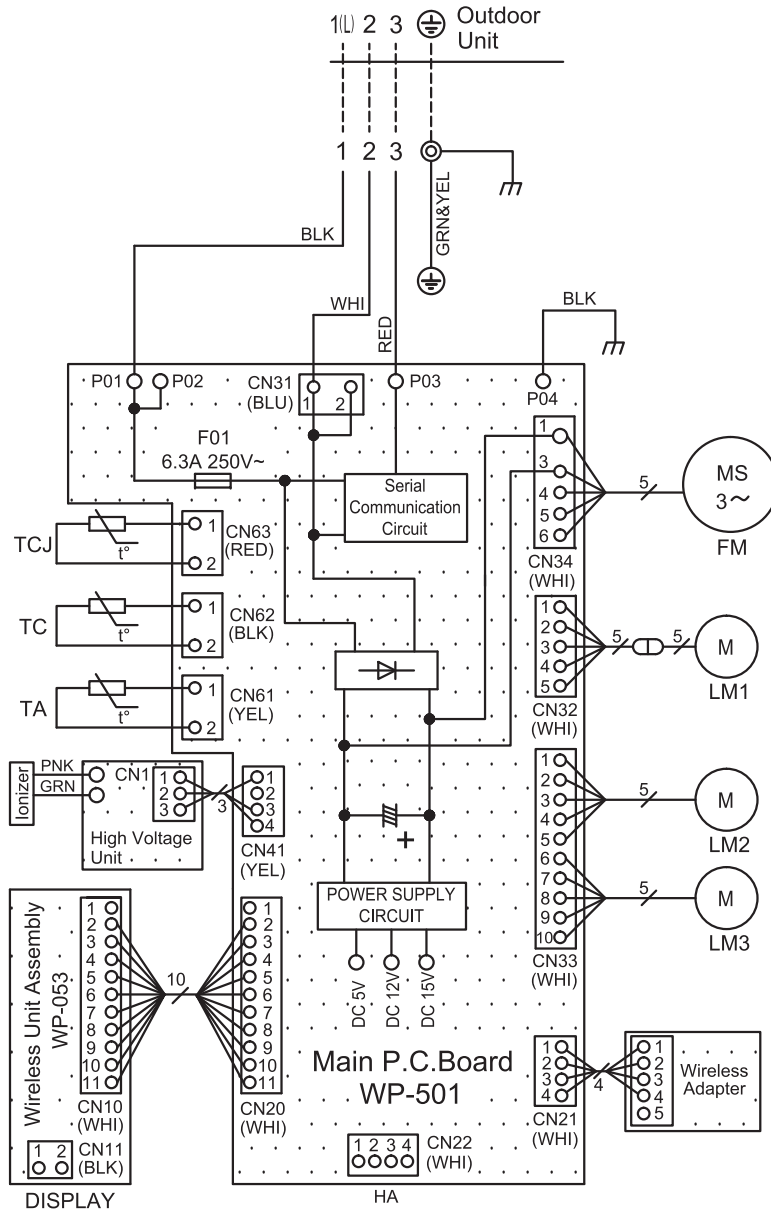 1(L) 2 3
Outdoor
Unit
1 2 3
GRN&YEL
BLK
WHI
RED
BLK
P01 P02
CN31
(BLU)
1 2
P03
P04
F01
6.3A 250V~
Serial
Communication
Circuit
1
3
4
5
6
CN34
(WHI)
5
MS
3~
FM
TCJ
t°
1
2
CN63
(RED)
TC
t°
1
2
CN62
(BLK)
TA
t°
1
2
CN61
(YEL)
1
2
3
4
5
CN32
(WHI)
5 5
M
LM1
Ionizer
PNK
GRN
CN1
1
2
3
High Voltage
Unit
3
1
2
3
4
CN41
(YEL)
+
POWER SUPPLY
CIRCUIT
DC 5V
DC 12V
DC 15V
1
2
3
4
5
6
7
8
9
10
CN33
(WHI)
5
M
LM2
5
M
LM3
Wireless Unit Assembly
WP-053
1
2
3
4
5
6
7
8
9
10
11
CN10
(WHI)
10
1
2
3
4
5
6
7
8
9
10
11
CN20
(WHI)
1 2
CN11
(BLK)
DISPLAY
Main P.C.Board
WP-501
1 2 3 4
CN22
(WHI)
HA
1
2
3
4
CN21
(WHI)
4
1
2
3
4
5
Wireless
Adapter